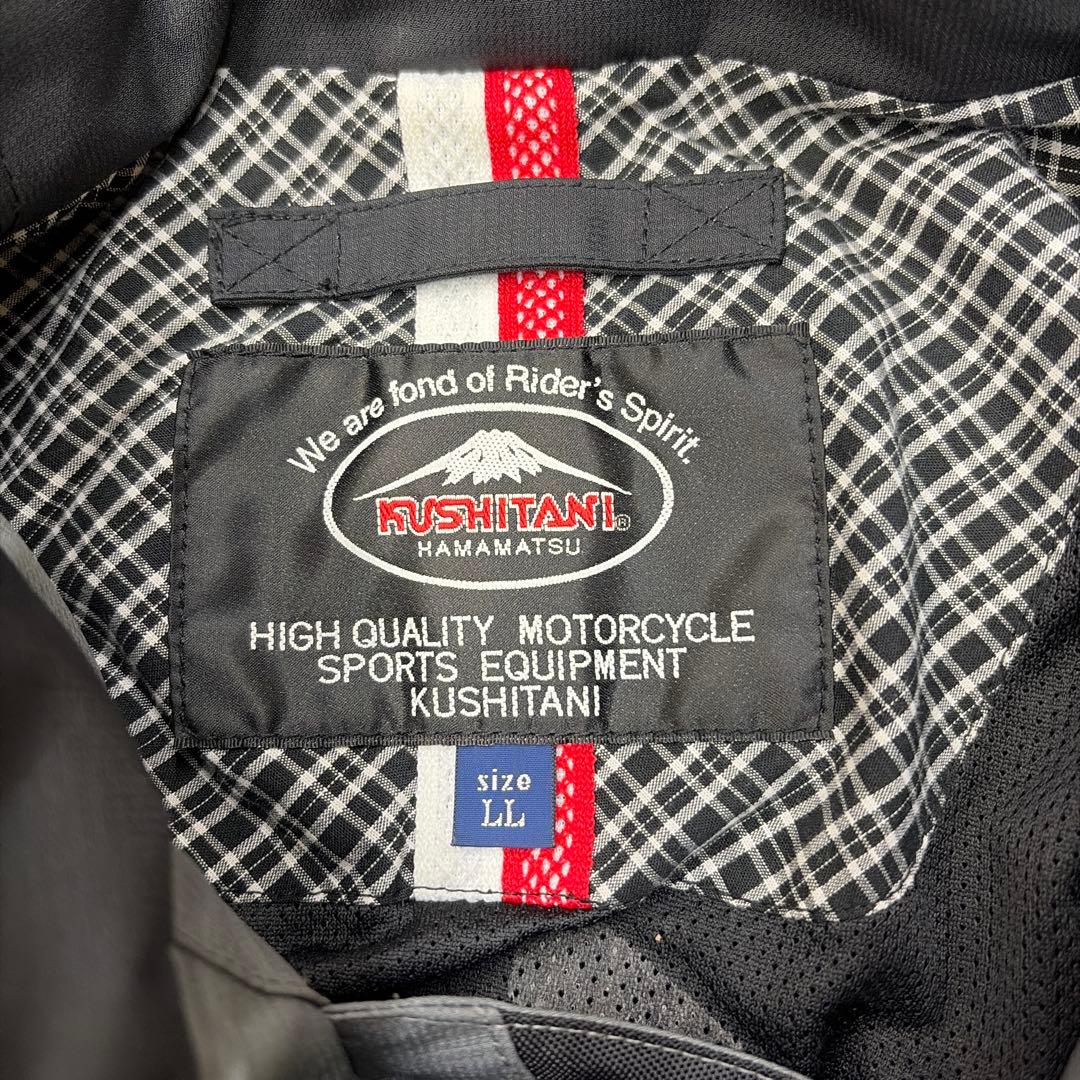 We are fond of Rider's Spirit.
KUSHITANI®
HAMAMATSU
HIGH QUALITY MOTORCYCLE
SPORTS EQUIPMENT
KUSHITANI
size
LL